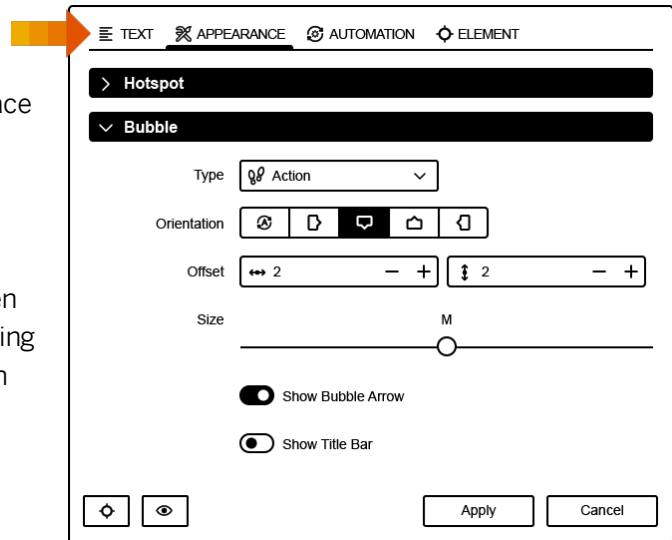 TEXT APPEARANCE AUTOMATION ELEMENT
Hotspot
Bubble
Type Action
Orientation
Offset 2 2
Size M
Show Bubble Arrow
Show Title Bar
Apply Cancel